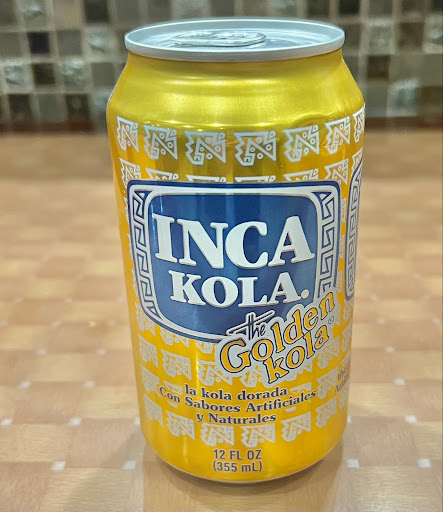 INCA
KOLA.
the
Golden
kola®
la kola dorada
Con Sabores Artificiales
y Naturales
12 FL OZ
(355 mL)